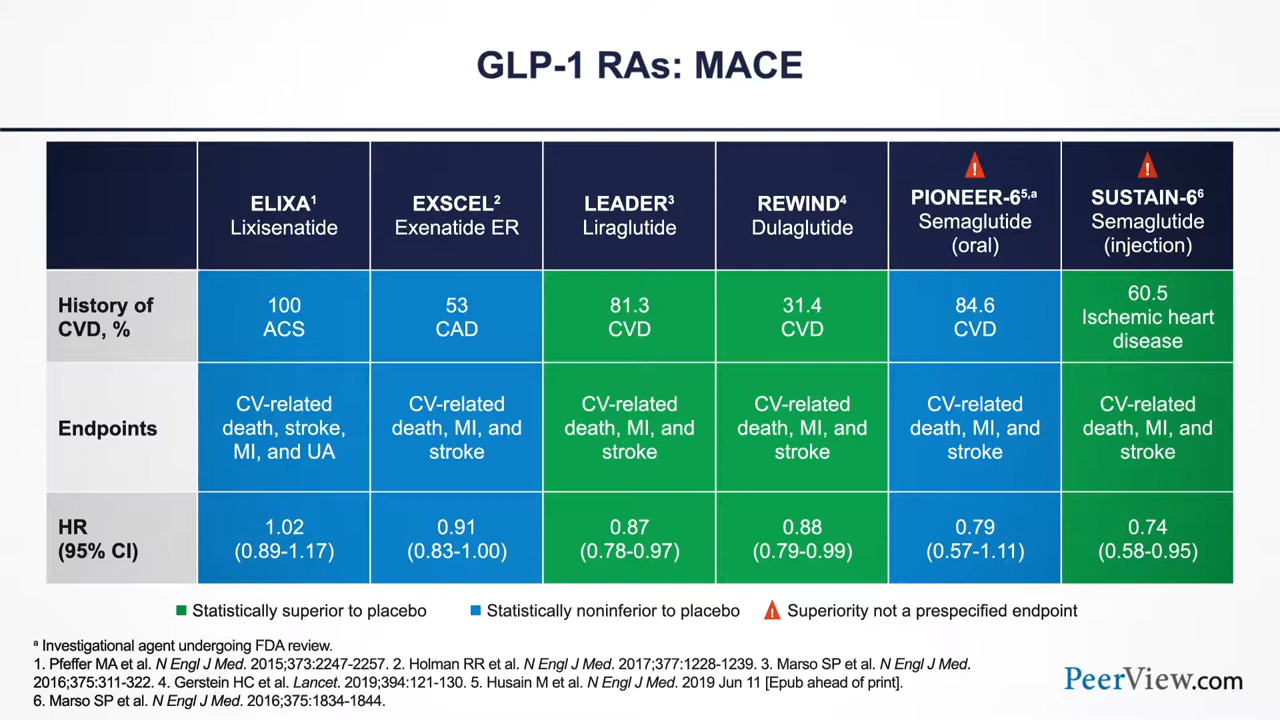 GLP-1 RAs: MACE
ELIXA1
Lixisenatide
EXSCEL2
Exenatide ER
LEADER3
Liraglutide
REWIND4
Dulaglutide
!
PIONEER-65,a
Semaglutide
(oral)
!
SUSTAIN-66
Semaglutide
(injection)
History of
CVD, %
100
ACS
53
CAD
81.3
CVD
31.4
CVD
84.6
CVD
60.5
Ischemic heart
disease
Endpoints
CV-related
death, stroke,
MI, and UA
CV-related
death, MI, and
stroke
CV-related
death, MI, and
stroke
CV-related
death, MI, and
stroke
CV-related
death, MI, and
stroke
CV-related
death, MI, and
stroke
HR
(95% CI)
1.02
(0.89-1.17)
0.91
(0.83-1.00)
0.87
(0.78-0.97)
0.88
(0.79-0.99)
0.79
(0.57-1.11)
0.74
(0.58-0.95)
Statistically superior to placebo
Statistically noninferior to placebo
! Superiority not a prespecified endpoint
a Investigational agent undergoing FDA review.
1. Pfeffer MA et al. N Engl J Med. 2015;373:2247-2257. 2. Holman RR et al. N Engl J Med. 2017;377:1228-1239. 3. Marso SP et al. N Engl J Med.
2016;375:311-322. 4. Gerstein HC et al. Lancet. 2019;394:121-130. 5. Husain M et al. N Engl J Med. 2019 Jun 11 [Epub ahead of print].
6. Marso SP et al. N Engl J Med. 2016;375:1834-1844.
PeerView.com